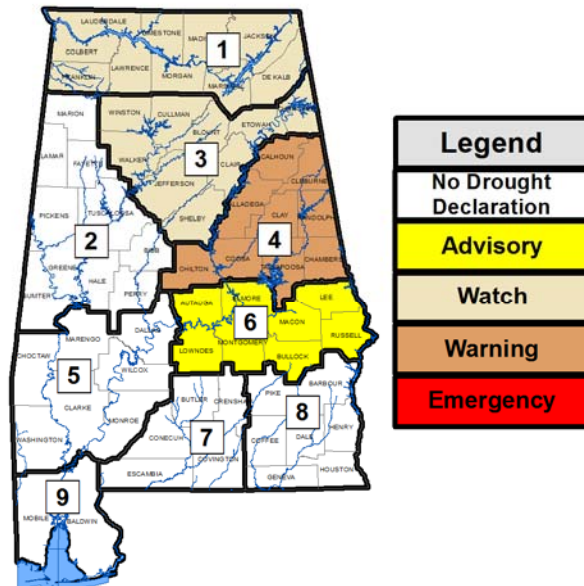 LAUDERDALE
JACKSON
1
COLBERT
LAWRENCE
FRANKLIN
MORGAN
DE KALB
MARION
WINSTON
CULLMAN
ETOWAH
BLOUNT
LAMAR
FAYETTE
WALKER
3
CALHOUN
JEFFERSON
CLEBURNE
PICKENS
TUSCALOOSA
SHELBY
CLAY
RANDOLPH
2
BIBB
4
GREENE
HALE
CHILTON
COOSA
TALLAPOOSA
CHAMBERS
SUMTER
PERRY
AUTAUGA
LEE
6
MACON
MARENGO
DALLAS
RUSSELL
CHOCTAW
LOWNDES
MONTGOMERY
5
WILCOX
BULLOCK
CLARKE
BUTLER
CRENSHAW
PIKE
BARBOUR
MONROE
8
HENRY
WASHINGTON
CONECUH
7
COFFEE
DALE
COVINGTON
ESCAMBIA
GENEVA
HOUSTON
9
MOBILE
BALDWIN
Legend
No Drought
Declaration
Advisory
Watch
Warning
Emergency